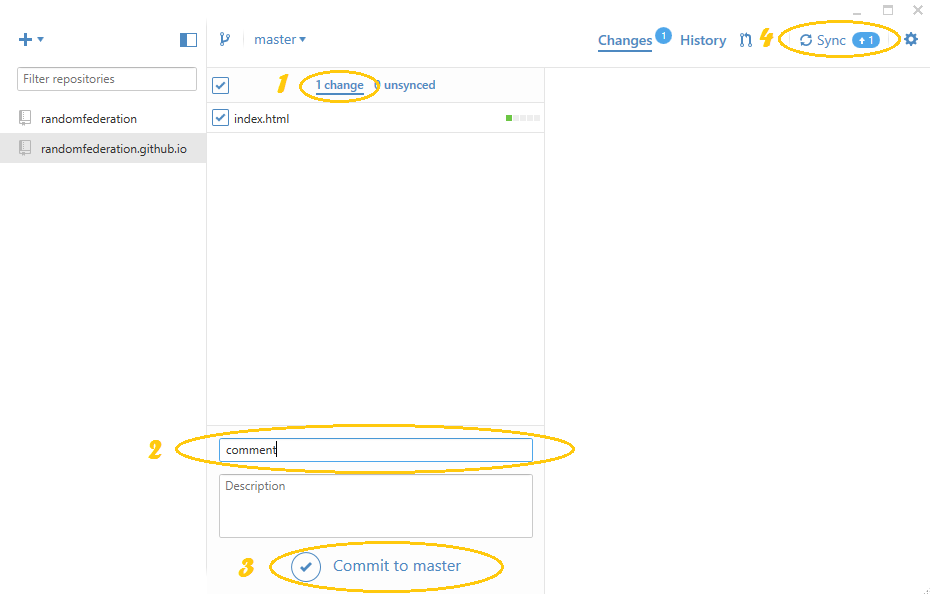 master
Changes 1 History 4 Sync 1
Filter repositories
1 1 change 0 unsynced
randomfederation
index.html
randomfederation.github.io
2 comment
Description
3 Commit to master